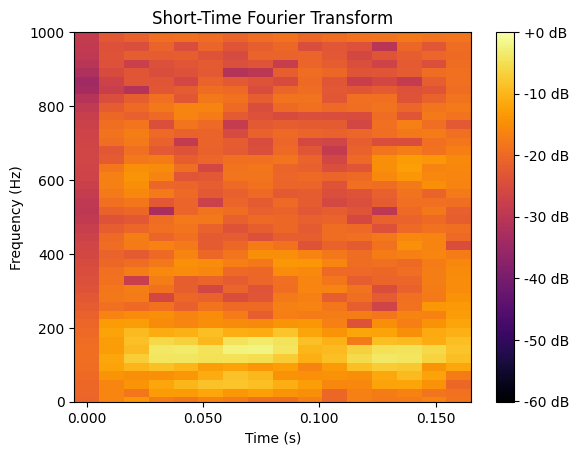 Short-Time Fourier Transform
1000
800
600
400
200
0
Frequency (Hz)
0.000
0.050
0.100
0.150
Time (s)
+0 dB
-10 dB
-20 dB
-30 dB
-40 dB
-50 dB
-60 dB